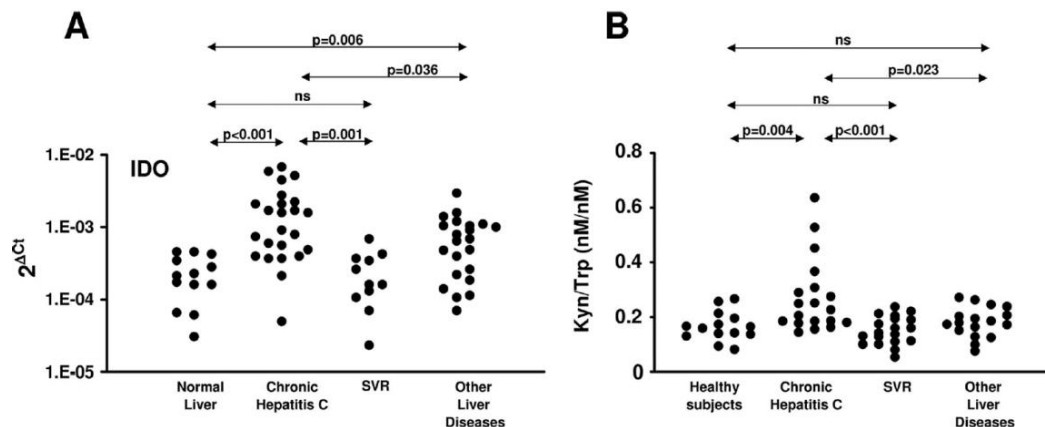 A
p=0.006
p=0.036
ns
p<0.001
p=0.001
1.E-02
1.E-03
1.E-04
1.E-05
2ΔCt
IDO
Normal
Liver
Chronic
Hepatitis C
SVR
Other
Liver
Diseases
B
ns
p=0.023
ns
p=0.004
p<0.001
0.8
0.6
0.4
0.2
0
Kyn/Trp (nM/nM)
Healthy
subjects
Chronic
Hepatitis C
SVR
Other
Liver
Diseases